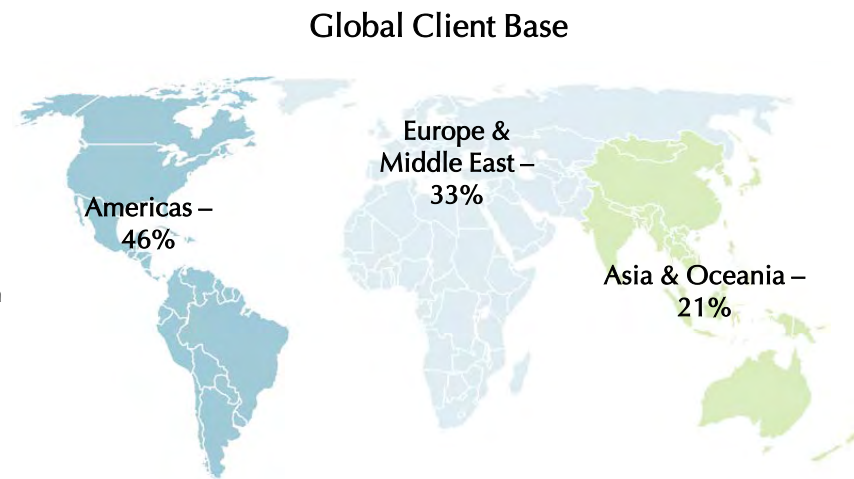 Global Client Base
Europe &
Middle East –
33%
Americas –
46%
Asia & Oceania –
21%